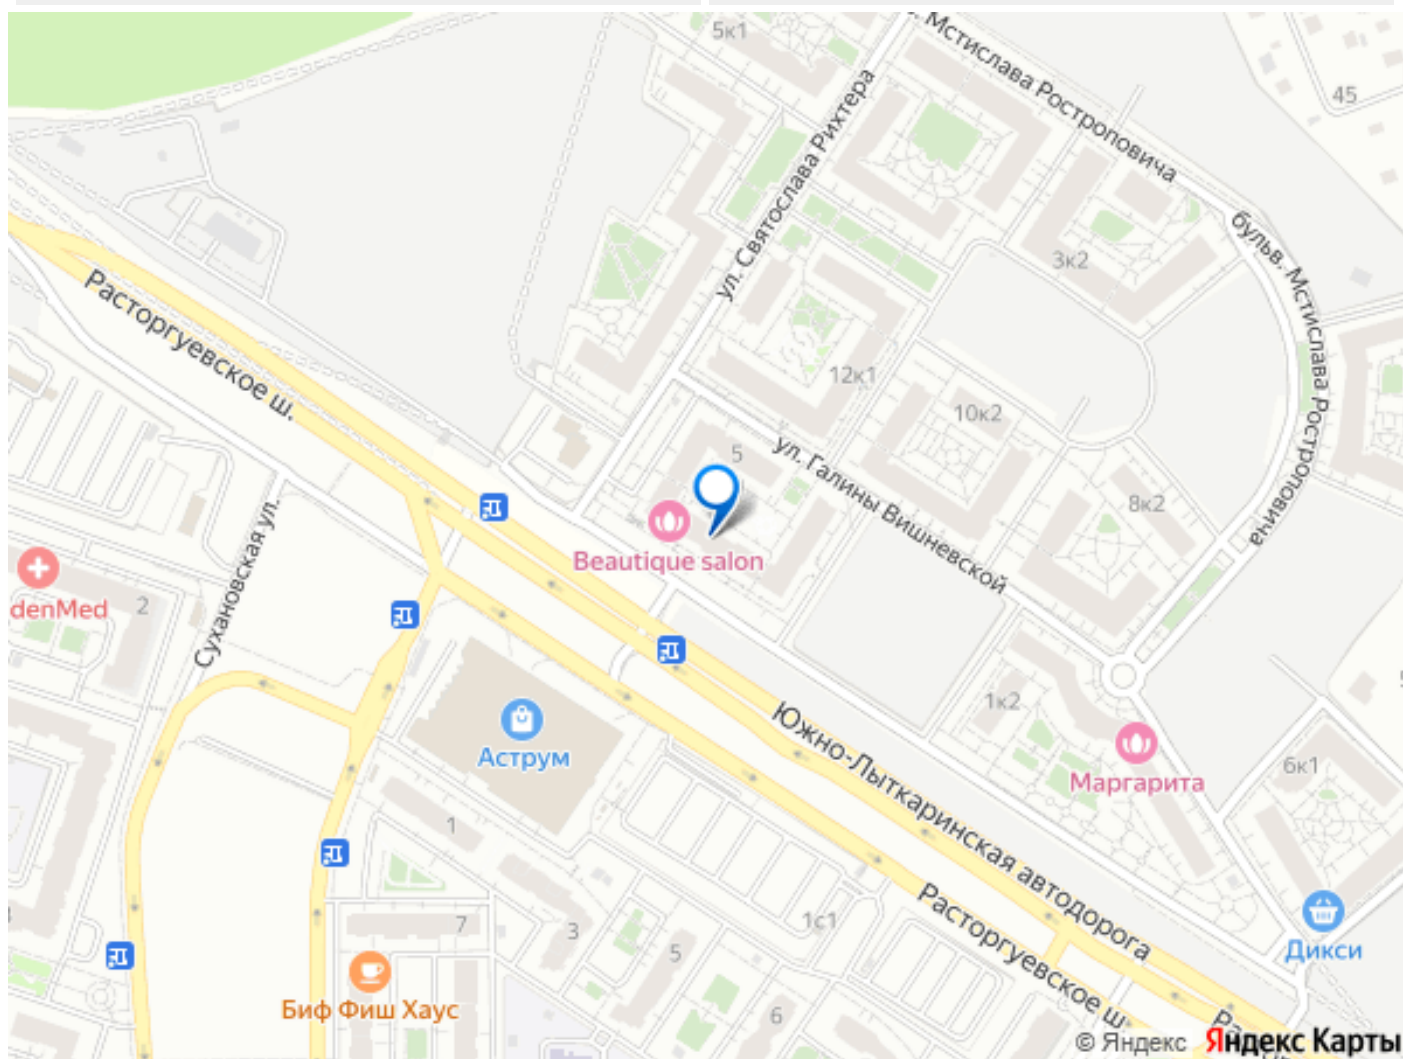 5к1
. Мстислава Ростроповича
45
ул. Святослава Рихтера
бульв. Мстислава Ростроповича
3к2
Расторгуевское ш.
12к1
10к2
5
ул. Галины Вишневской
8к2
Сухановская ул.
Beautique salon
denMed
2
1к2
Южно-Лыткаринская автодорога
Аструм
Маргарита
6к1
1
1с1
Расторгуевское ш.
7
3
5
Дикси
Биф Фиш Хаус
6
Ра
© Яндекс Яндекс Карты